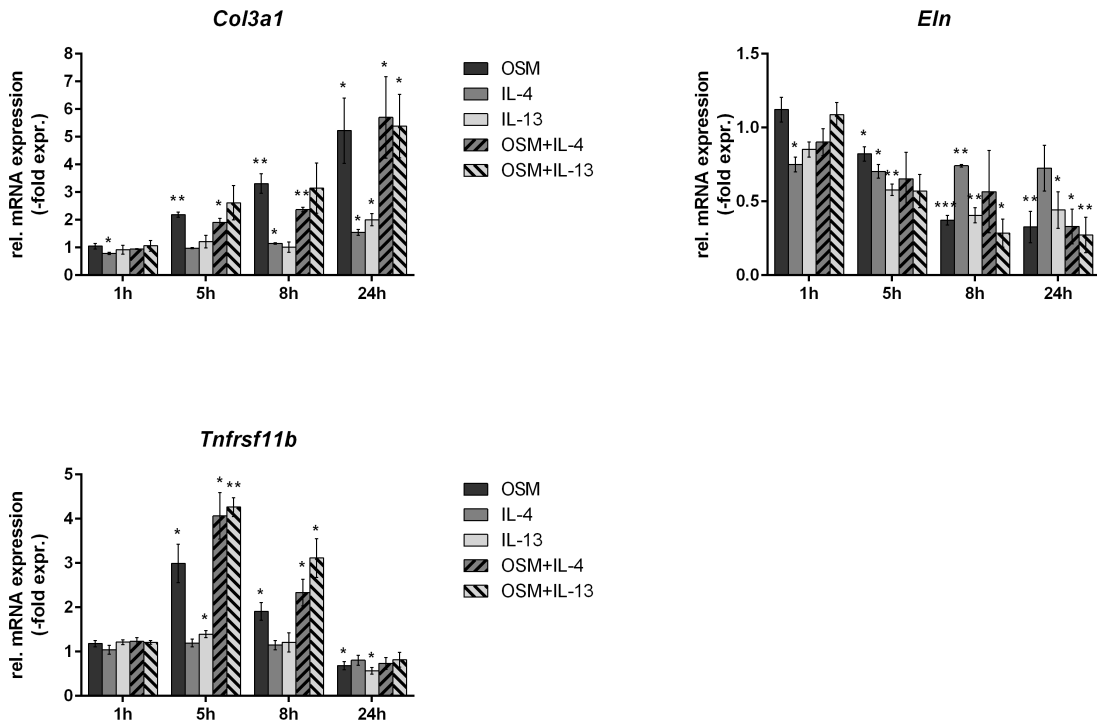 Col3a1
rel. mRNA expression
(-fold expr.)
8
7
6
5
4
3
2
1
0
* ** * ** * ** * * * * *
1h 5h 8h 24h
OSM
IL-4
IL-13
OSM+IL-4
OSM+IL-13
Eln
rel. mRNA expression
(-fold expr.)
1.5
1.0
0.5
0.0
* * * ** *** ** ** * ** * * **
1h 5h 8h 24h
Tnfrsf11b
rel. mRNA expression
(-fold expr.)
5
4
3
2
1
0
* * * ** * * * * *
1h 5h 8h 24h
OSM
IL-4
IL-13
OSM+IL-4
OSM+IL-13